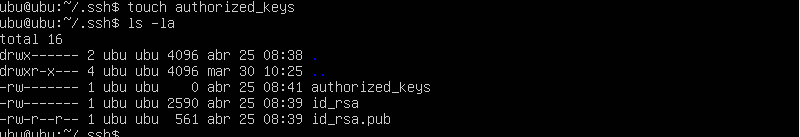 ubu@ubu:~/.ssh$ touch authorized_keys
ubu@ubu:~/.ssh$ ls -la
total 16
drwx------ 2 ubu ubu 4096 abr 25 08:38 .
drwxr-x--- 4 ubu ubu 4096 mar 30 10:25 ..
-rw------- 1 ubu ubu    0 abr 25 08:41 authorized_keys
-rw------- 1 ubu ubu 2590 abr 25 08:39 id_rsa
-rw-r--r-- 1 ubu ubu  561 abr 25 08:39 id_rsa.pub
ubu@ubu:~/.ssh$